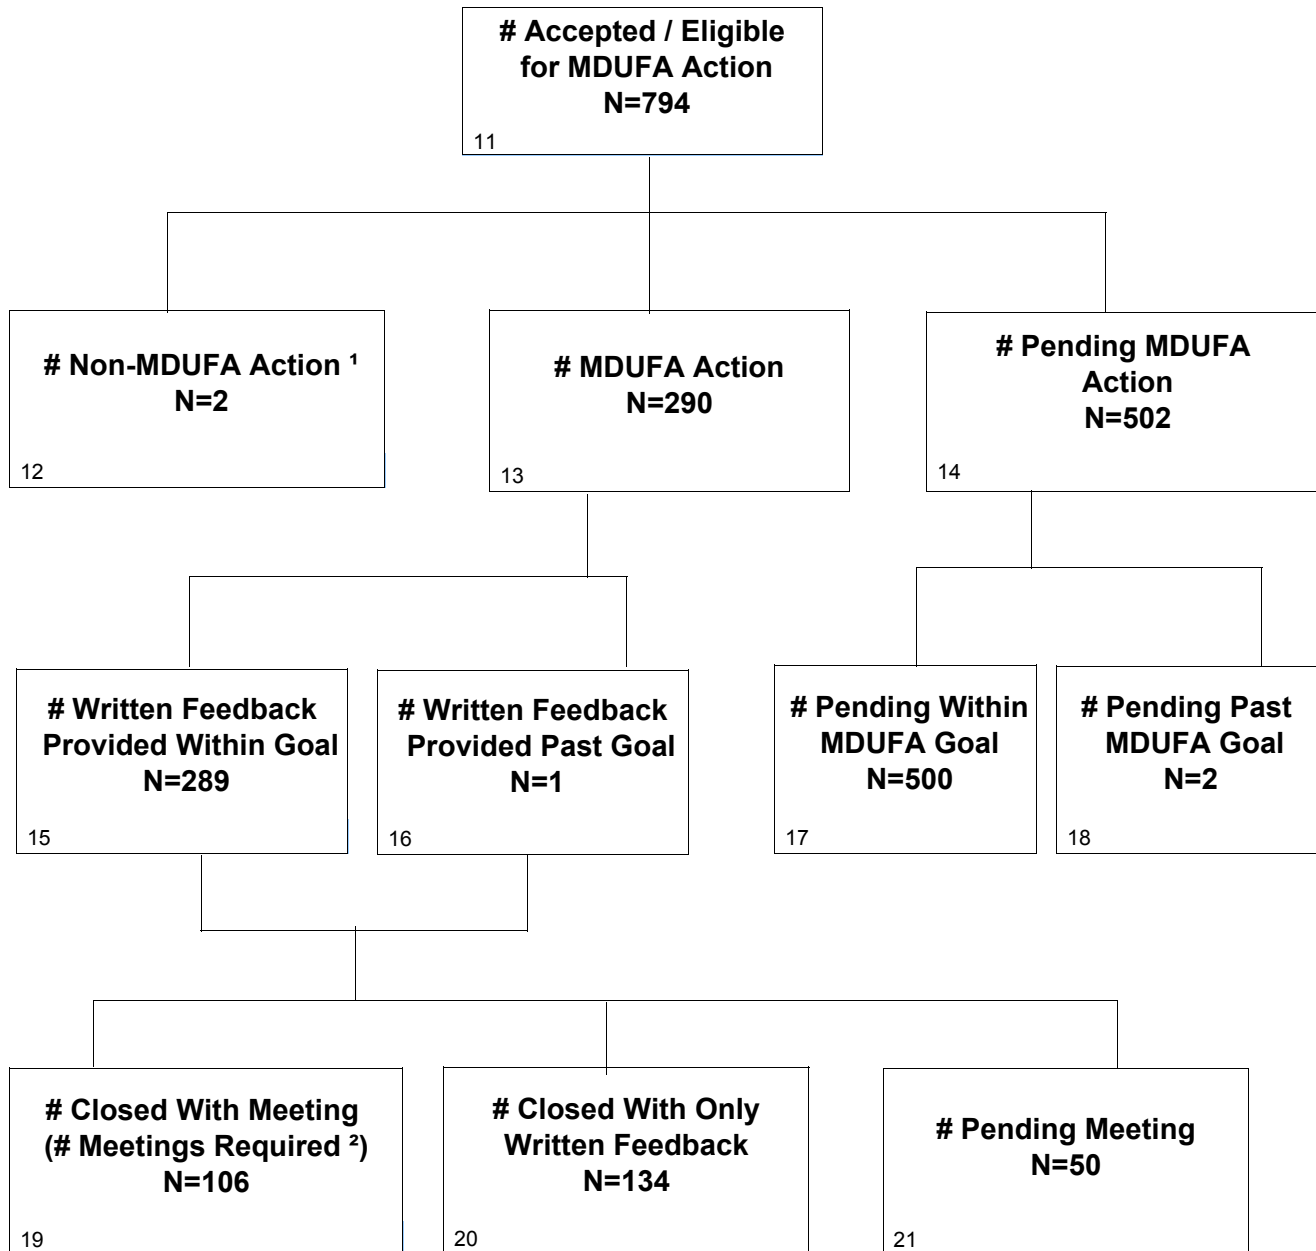 # Accepted / Eligible
for MDUFA Action
N=794
11
# Non-MDUFA Action ¹
N=2
12
# MDUFA Action
N=290
13
# Pending MDUFA
Action
N=502
14
# Written Feedback
Provided Within Goal
N=289
15
# Written Feedback
Provided Past Goal
N=1
16
# Pending Within
MDUFA Goal
N=500
17
# Pending Past
MDUFA Goal
N=2
18
# Closed With Meeting
(# Meetings Required ²)
N=106
19
# Closed With Only
Written Feedback
N=134
20
# Pending Meeting
N=50
21